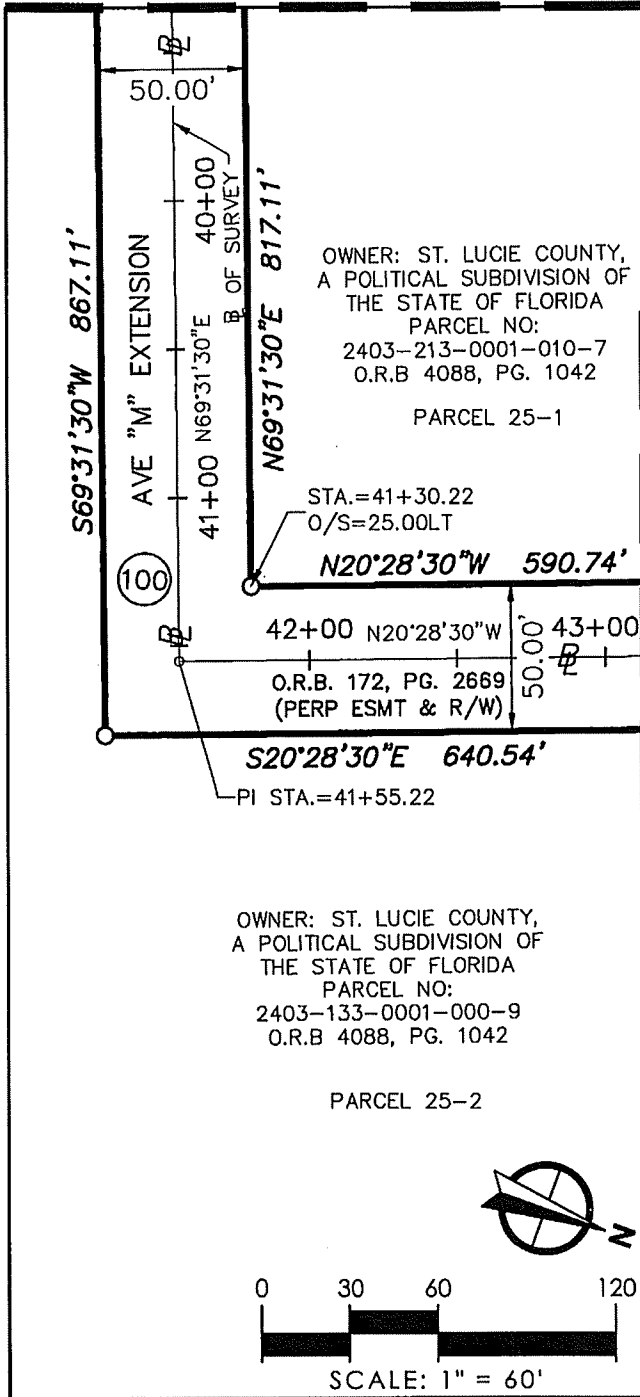 50.00'
S69°31'30"W 867.11'
AVE "M" EXTENSION
40+00
N69°31'30"E
41+00
BL OF SURVEY
N69°31'30"E 817.11'
OWNER: ST. LUCIE COUNTY,
A POLITICAL SUBDIVISION OF
THE STATE OF FLORIDA
PARCEL NO:
2403-213-0001-010-7
O.R.B 4088, PG. 1042
PARCEL 25-1
STA.=41+30.22
O/S=25.00LT
N20°28'30"W 590.74'
100
BL
BL
42+00 N20°28'30"W
43+00
BL
50.00'
O.R.B. 172, PG. 2669
(PERP ESMT & R/W)
S20°28'30"E 640.54'
PI STA.=41+55.22
OWNER: ST. LUCIE COUNTY,
A POLITICAL SUBDIVISION OF
THE STATE OF FLORIDA
PARCEL NO:
2403-133-0001-000-9
O.R.B 4088, PG. 1042
PARCEL 25-2
N
0 30 60 120
SCALE: 1" = 60'